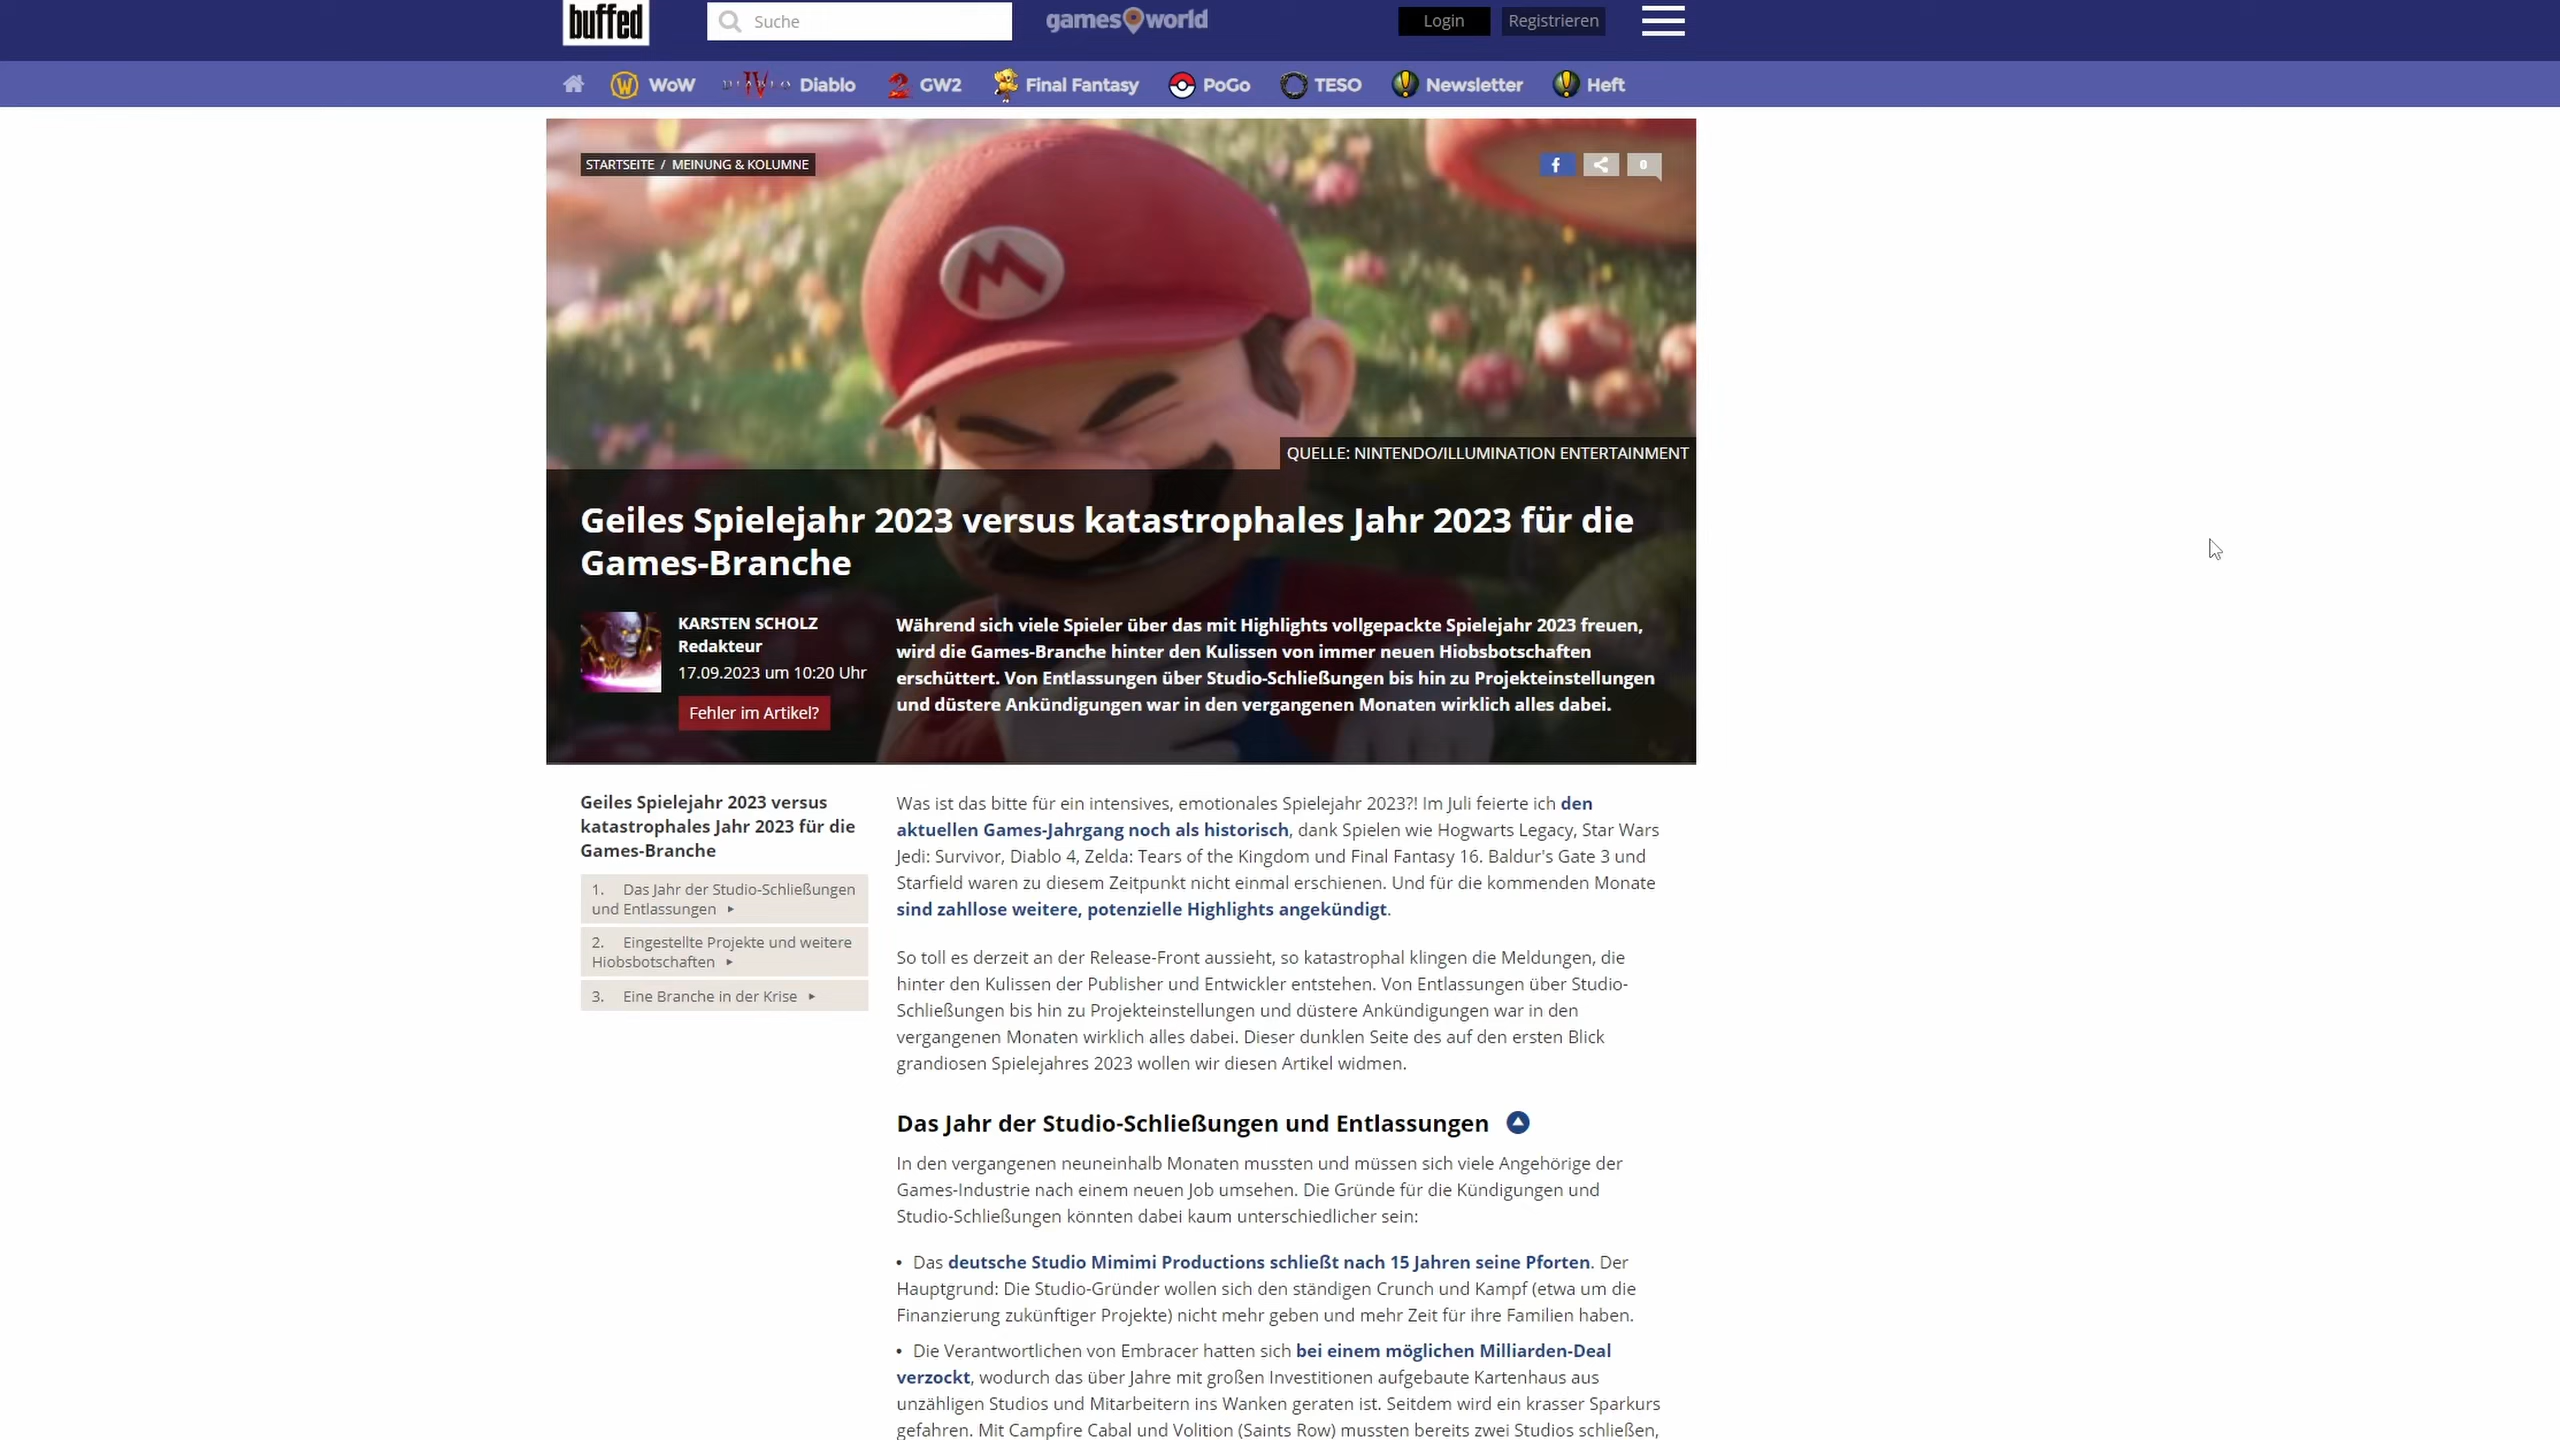 buffed
Suche
games world
Login
Registrieren
WoW
DIABLO IV
Diablo
GW2
Final Fantasy
PoGo
TESO
Newsletter
Heft
STARTSEITE / MEINUNG & KOLUMNE
f
0
M
QUELLE: NINTENDO/ILLUMINATION ENTERTAINMENT
Geiles Spielejahr 2023 versus katastrophales Jahr 2023 für die
Games-Branche
KARSTEN SCHOLZ
Redakteur
17.09.2023 um 10:20 Uhr
Fehler im Artikel?
Während sich viele Spieler über das mit Highlights vollgepackte Spielejahr 2023 freuen,
wird die Games-Branche hinter den Kulissen von immer neuen Hiobsbotschaften
erschüttert. Von Entlassungen über Studio-Schließungen bis hin zu Projekteinstellungen
und düstere Ankündigungen war in den vergangenen Monaten wirklich alles dabei.
Geiles Spielejahr 2023 versus
katastrophales Jahr 2023 für die
Games-Branche
1. Das Jahr der Studio-Schließungen
und Entlassungen
2. Eingestellte Projekte und weitere
Hiobsbotschaften
3. Eine Branche in der Krise
Was ist das bitte für ein intensives, emotionales Spielejahr 2023?! Im Juli feierte ich den
aktuellen Games-Jahrgang noch als historisch, dank Spielen wie Hogwarts Legacy, Star Wars
Jedi: Survivor, Diablo 4, Zelda: Tears of the Kingdom und Final Fantasy 16. Baldur's Gate 3 und
Starfield waren zu diesem Zeitpunkt nicht einmal erschienen. Und für die kommenden Monate
sind zahllose weitere, potenzielle Highlights angekündigt.
So toll es derzeit an der Release-Front aussieht, so katastrophal klingen die Meldungen, die
hinter den Kulissen der Publisher und Entwickler entstehen. Von Entlassungen über Studio-
Schließungen bis hin zu Projekteinstellungen und düstere Ankündigungen war in den
vergangenen Monaten wirklich alles dabei. Dieser dunklen Seite des auf den ersten Blick
grandiosen Spielejahres 2023 wollen wir diesen Artikel widmen.
Das Jahr der Studio-Schließungen und Entlassungen
In den vergangenen neuneinhalb Monaten mussten und müssen sich viele Angehörige der
Games-Industrie nach einem neuen Job umsehen. Die Gründe für die Kündigungen und
Studio-Schließungen könnten dabei kaum unterschiedlicher sein:
• Das deutsche Studio Mimimi Productions schließt nach 15 Jahren seine Pforten. Der
Hauptgrund: Die Studio-Gründer wollen sich den ständigen Crunch und Kampf (etwa um die
Finanzierung zukünftiger Projekte) nicht mehr geben und mehr Zeit für ihre Familien haben.
• Die Verantwortlichen von Embracer hatten sich bei einem möglichen Milliarden-Deal
verzockt, wodurch das über Jahre mit großen Investitionen aufgebaute Kartenhaus aus
unzähligen Studios und Mitarbeitern ins Wanken geraten ist. Seitdem wird ein krasser Sparkurs
gefahren. Mit Campfire Cabal und Volition (Saints Row) mussten bereits zwei Studios schließen,